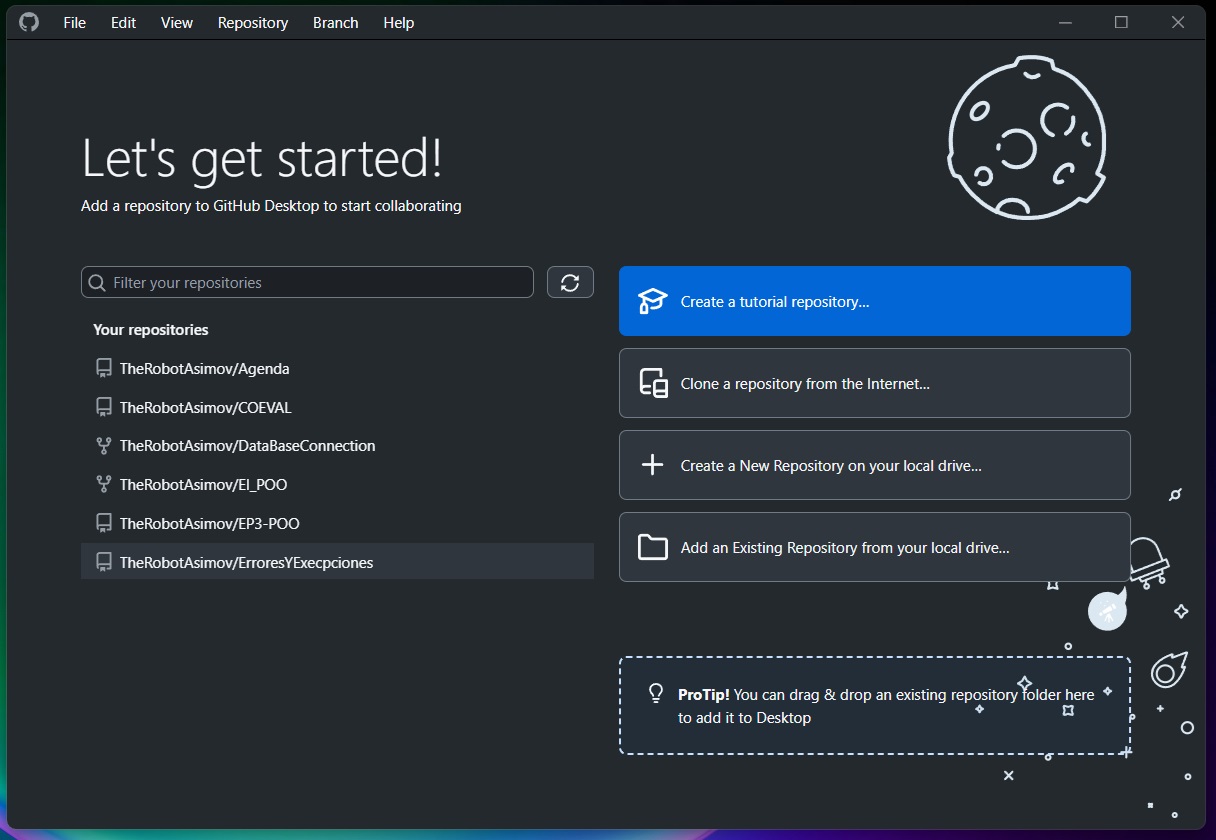 File Edit View Repository Branch Help
Let's get started!
Add a repository to GitHub Desktop to start collaborating
Filter your repositories
Your repositories
TheRobotAsimov/Agenda
TheRobotAsimov/COEVAL
TheRobotAsimov/DataBaseConnection
TheRobotAsimov/EI_POO
TheRobotAsimov/EP3-POO
TheRobotAsimov/ErroresYExecpciones
Create a tutorial repository...
Clone a repository from the Internet...
Create a New Repository on your local drive...
Add an Existing Repository from your local drive...
ProTip! You can drag & drop an existing repository folder here
to add it to Desktop